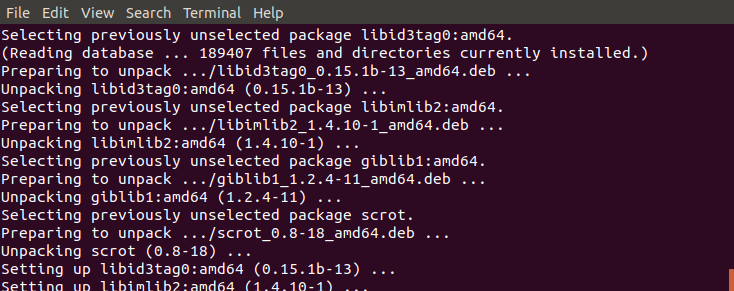 File Edit View Search Terminal Help
Selecting previously unselected package libid3tag0:amd64.
(Reading database ... 189407 files and directories currently installed.)
Preparing to unpack .../libid3tag0_0.15.1b-13_amd64.deb ...
Unpacking libid3tag0:amd64 (0.15.1b-13) ...
Selecting previously unselected package libimlib2:amd64.
Preparing to unpack .../libimlib2_1.4.10-1_amd64.deb ...
Unpacking libimlib2:amd64 (1.4.10-1) ...
Selecting previously unselected package giblib1:amd64.
Preparing to unpack .../giblib1_1.2.4-11_amd64.deb ...
Unpacking giblib1:amd64 (1.2.4-11) ...
Selecting previously unselected package scrot.
Preparing to unpack .../scrot_0.8-18_amd64.deb ...
Unpacking scrot (0.8-18) ...
Setting up libid3tag0:amd64 (0.15.1b-13) ...
Setting up libimlib2:amd64 (1.4.10-1) ...